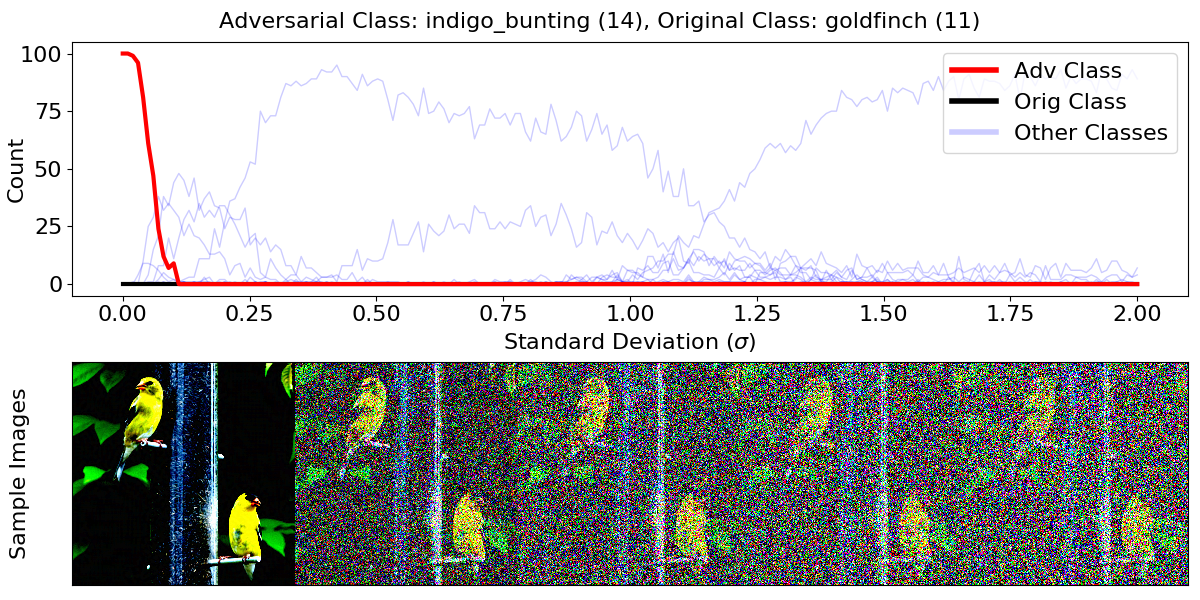 Adversarial Class: indigo_bunting (14), Original Class: goldfinch (11)
Count
100
75
50
25
0
Adv Class
Orig Class
Other Classes
0.00 0.25 0.50 0.75 1.00 1.25 1.50 1.75 2.00
Standard Deviation (σ)
Sample Images